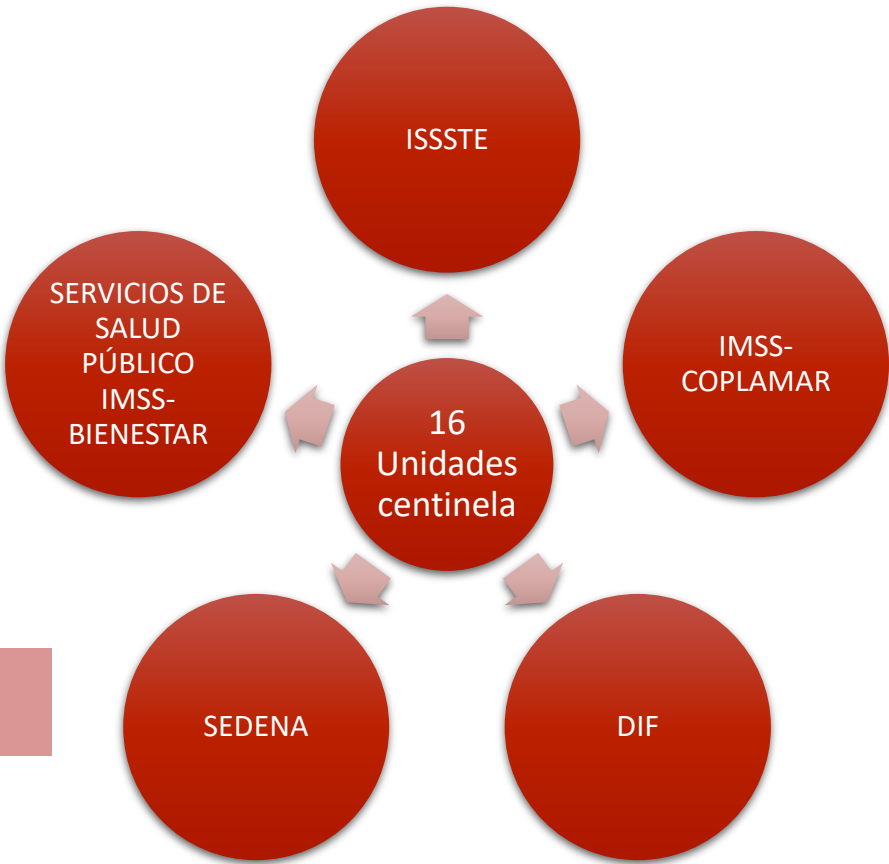 ISSSTE
SERVICIOS DE
SALUD
PÚBLICO
IMSS-
BIENESTAR
IMSS-
COPLAMAR
16
Unidades
centinela
SEDENA
DIF